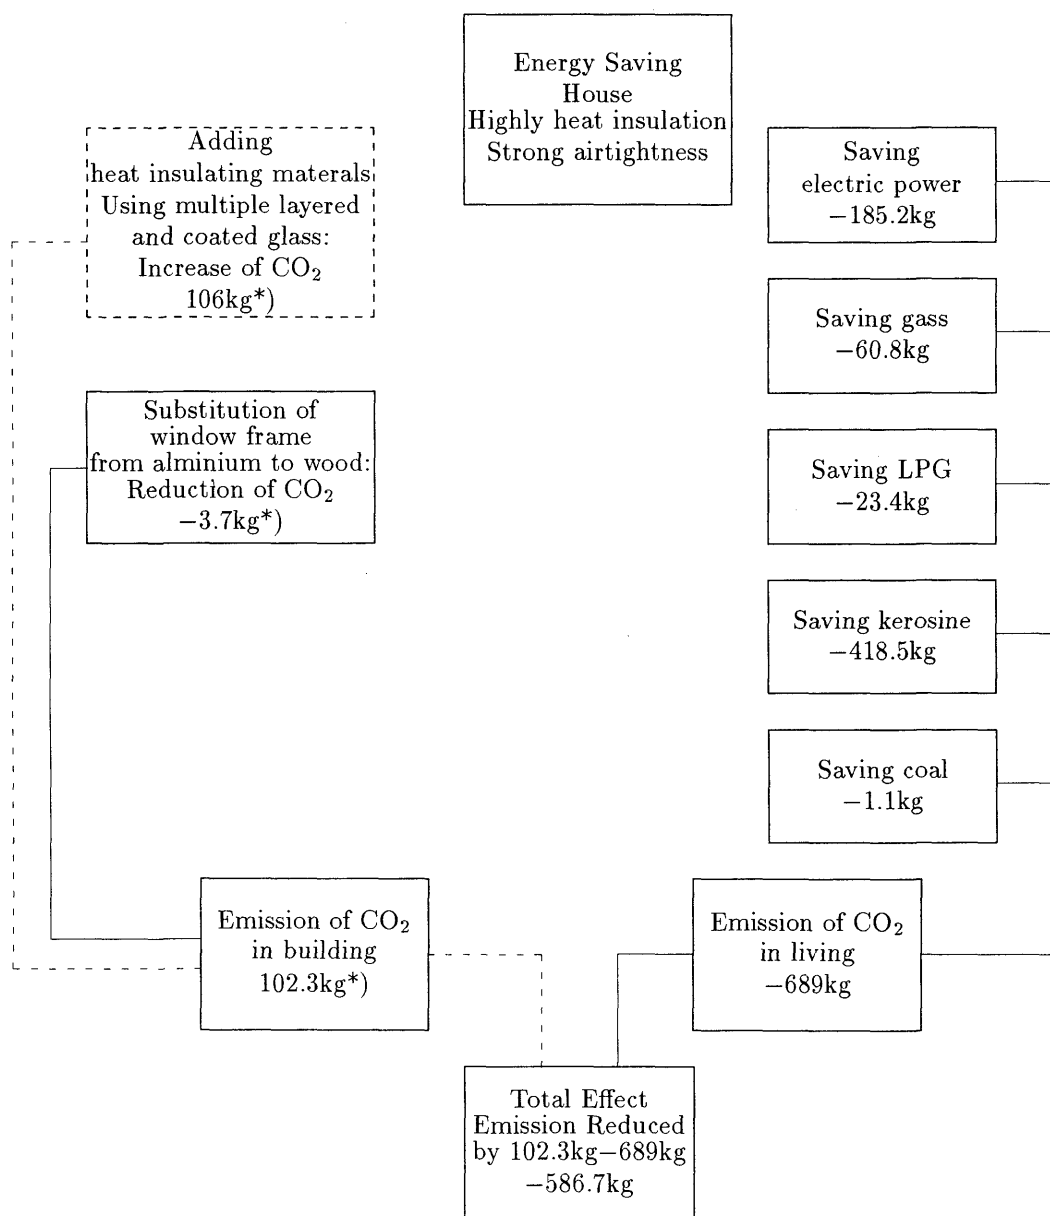 Energy Saving
House
Highly heat insulation
Strong airtightness
Adding
heat insulating materals
Using multiple layered
and coated glass:
Increase of CO₂
106kg*)
Substitution of
window frame
from alminium to wood:
Reduction of CO₂
−3.7kg*)
Saving
electric power
−185.2kg
Saving gass
−60.8kg
Saving LPG
−23.4kg
Saving kerosine
−418.5kg
Saving coal
−1.1kg
Emission of CO₂
in building
102.3kg*)
Emission of CO₂
in living
−689kg
Total Effect
Emission Reduced
by 102.3kg−689kg
−586.7kg